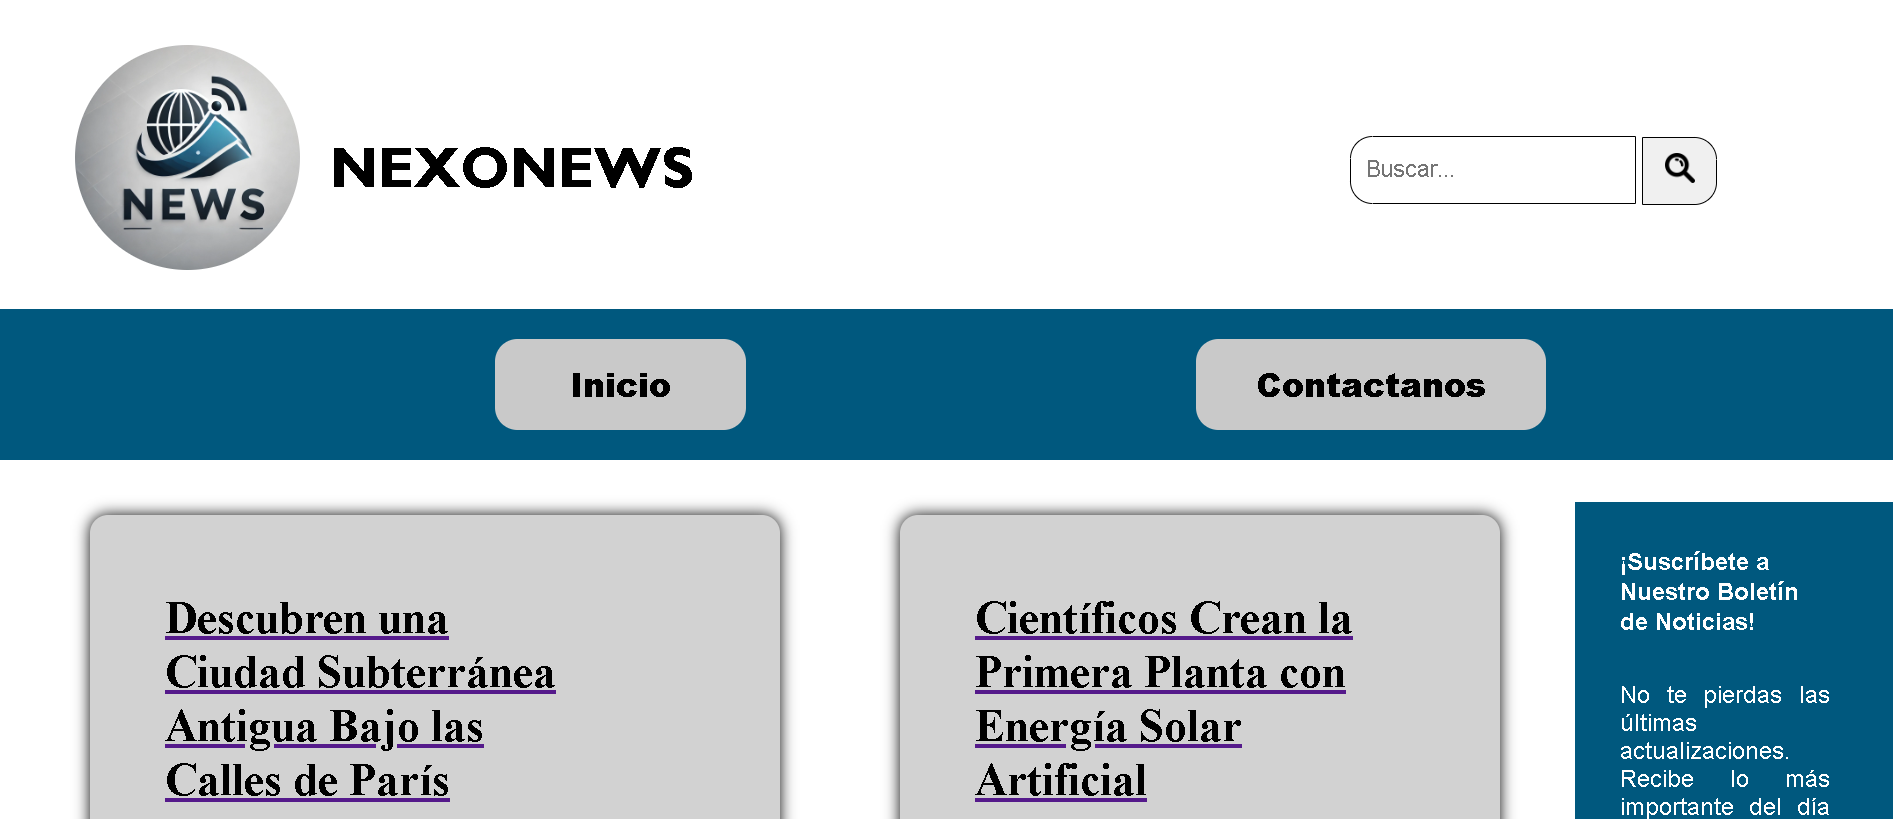 NEWS
NEXONEWS
Buscar...
Inicio
Contactanos
Descubren una
Ciudad Subterránea
Antigua Bajo las
Calles de París
Científicos Crean la
Primera Planta con
Energía Solar
Artificial
¡Suscríbete a
Nuestro Boletín
de Noticias!
No te pierdas las
últimas
actualizaciones.
Recibe lo más
importante del día